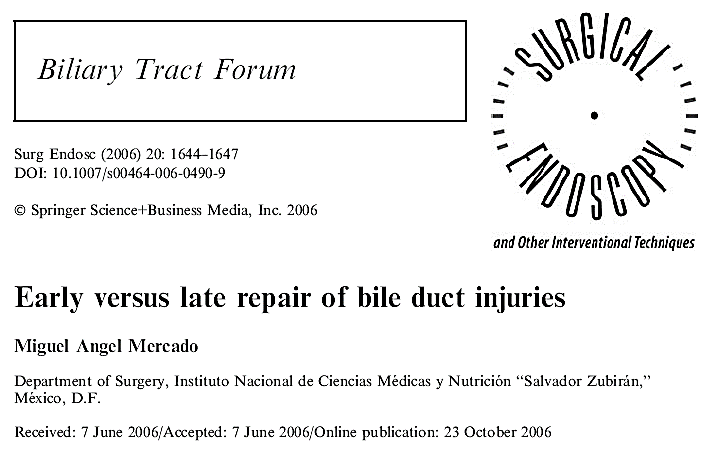 Biliary Tract Forum
SURGICAL
ENDOSCOPY
and Other Interventional Techniques
Surg Endosc (2006) 20: 1644–1647
DOI: 10.1007/s00464-006-0490-9
© Springer Science+Business Media, Inc. 2006
Early versus late repair of bile duct injuries
Miguel Angel Mercado
Department of Surgery, Instituto Nacional de Ciencias Médicas y Nutrición “Salvador Zubirán,”
México, D.F.
Received: 7 June 2006/Accepted: 7 June 2006/Online publication: 23 October 2006